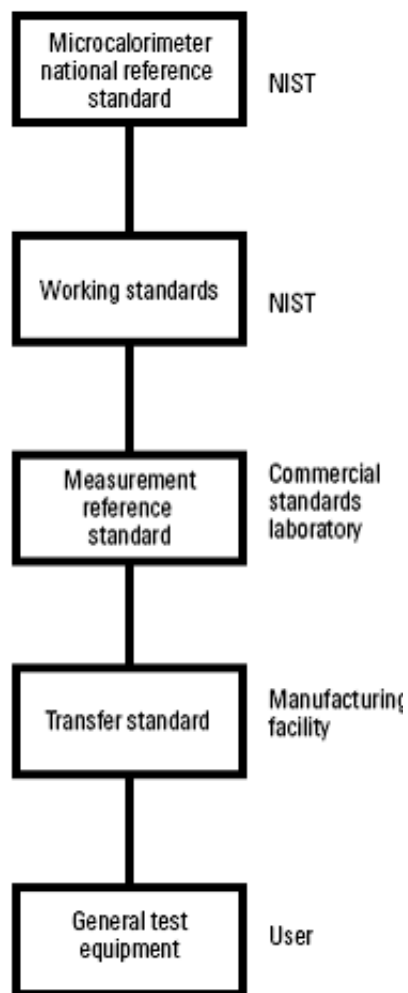 Microcalorimeter
national reference
standard
NIST
Working standards
NIST
Measurement
reference
standard
Commercial
standards
laboratory
Transfer standard
Manufacturing
facility
General test
equipment
User